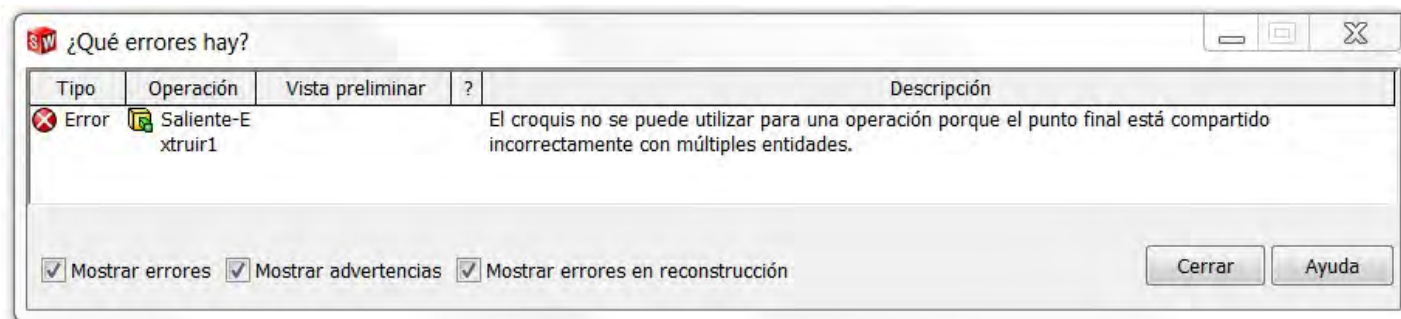 SW ¿Qué errores hay?
Tipo Operación Vista preliminar ? Descripción
Error Saliente-E El croquis no se puede utilizar para una operación porque el punto final está compartido
xtruir1 incorrectamente con múltiples entidades.
Mostrar errores Mostrar advertencias Mostrar errores en reconstrucción Cerrar Ayuda